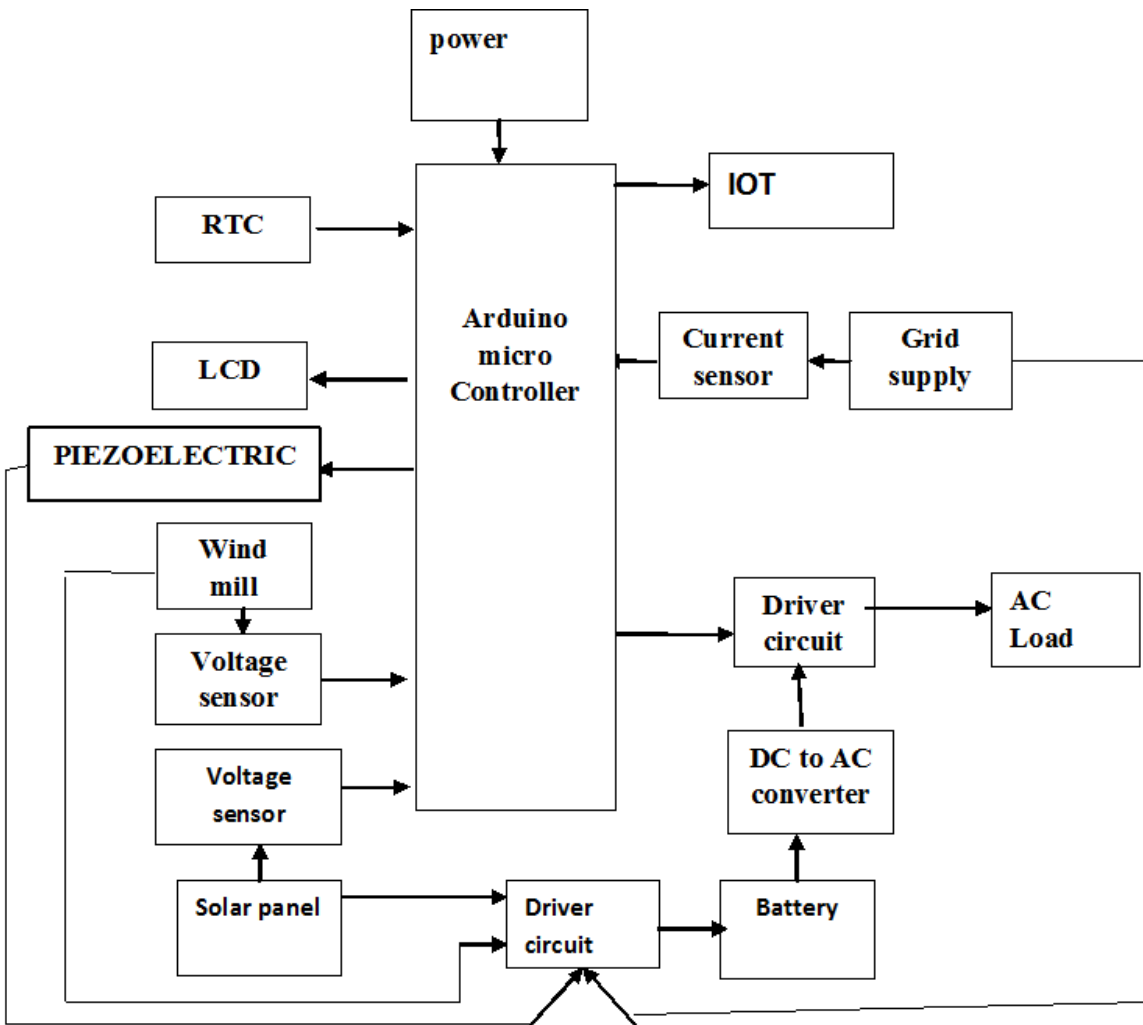 power
IOT
RTC
Arduino
micro
Controller
Current
sensor
Grid
supply
LCD
PIEZOELECTRIC
Wind
mill
Driver
circuit
AC
Load
Voltage
sensor
DC to AC
converter
Voltage
sensor
Solar panel
Driver
circuit
Battery